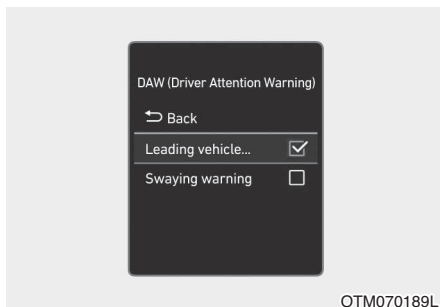 DAW (Driver Attention Warning)
Back
Leading vehicle...
Swaying warning
OTM070189L